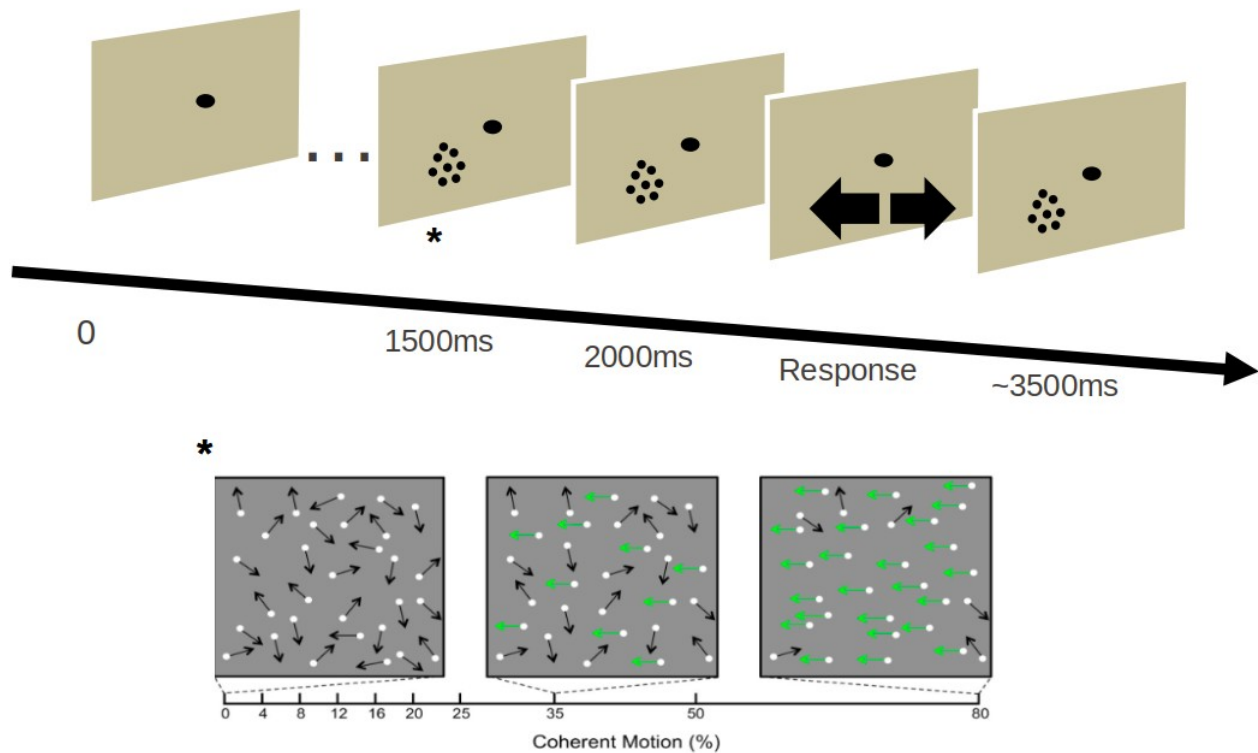 . . .
*
0
1500ms
2000ms
Response
~3500ms
*
0 4 8 12 16 20 25 35 50 80
Coherent Motion (%)